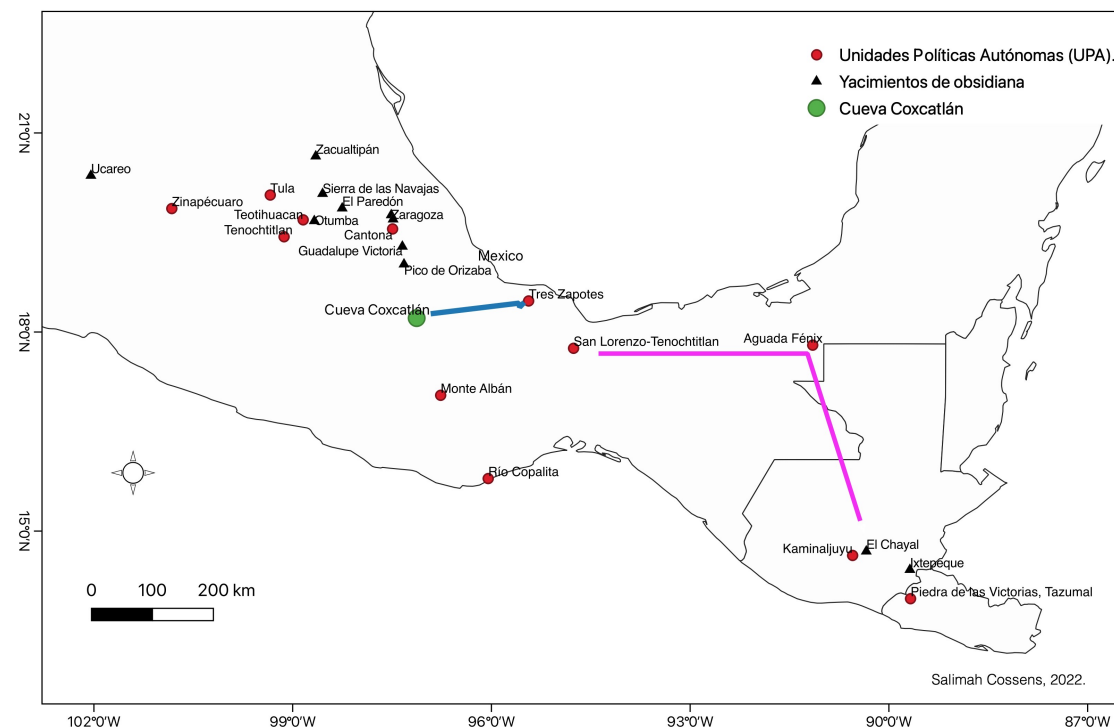 Unidades Políticas Autónomas (UPA).
Yacimientos de obsidiana
Cueva Coxcatlán
21°0'N
18°0'N
15°0'N
Zacualtipán
Ucareo
Tula
Sierra de las Navajas
Zinapécuaro
El Paredón
Teotihuacan
Otumba
Zaragoza
Tenochtitlan
Cantona
Guadalupe Victoria
Mexico
Pico de Orizaba
Tres Zapotes
Cueva Coxcatlán
San Lorenzo-Tenochtitlan
Aguada Fénix
Monte Albán
Río Copalita
Kaminaljuyu
El Chayal
Ixtepeque
Piedra de las Victorias, Tazumal
0 100 200 km
Salimah Cossens, 2022.
102°0'W 99°0'W 96°0'W 93°0'W 90°0'W 87°0'W